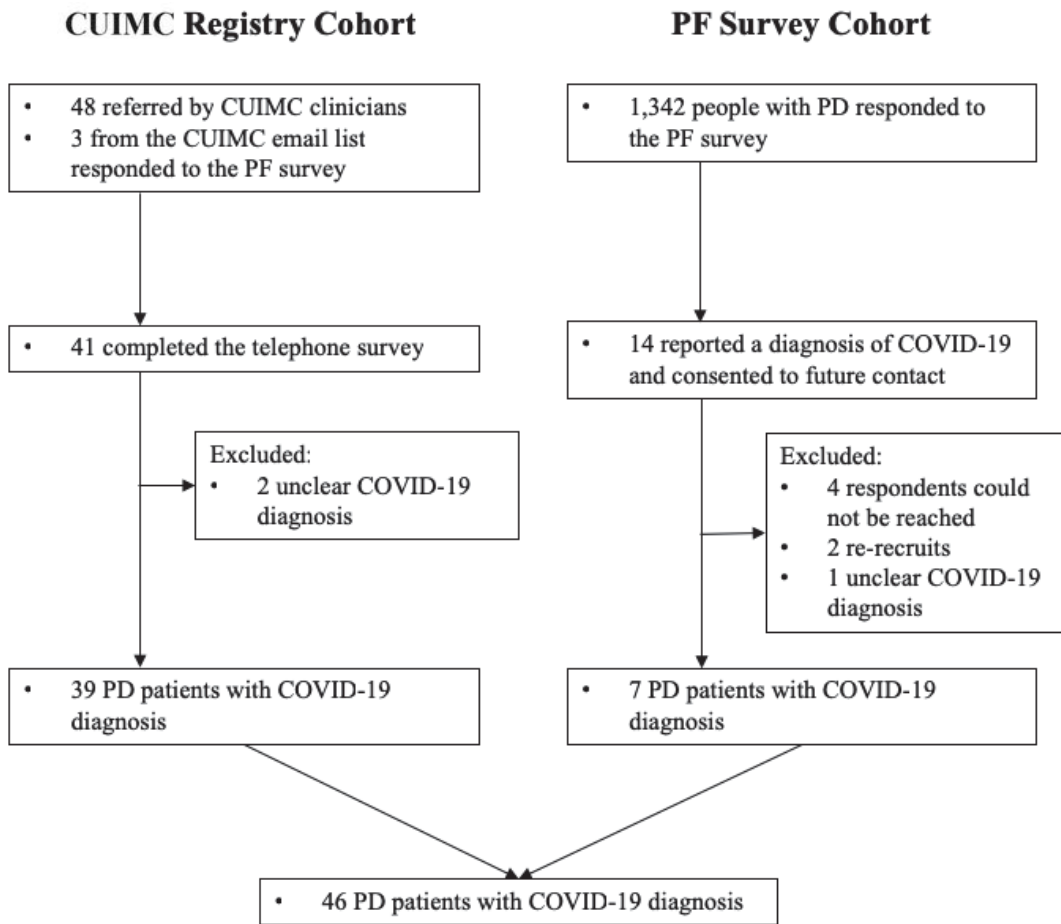 CUIMC Registry Cohort
PF Survey Cohort
• 48 referred by CUIMC clinicians
• 3 from the CUIMC email list
responded to the PF survey
• 1,342 people with PD responded to
the PF survey
• 41 completed the telephone survey
• 14 reported a diagnosis of COVID-19
and consented to future contact
Excluded:
• 2 unclear COVID-19
diagnosis
Excluded:
• 4 respondents could
not be reached
• 2 re-recruits
• 1 unclear COVID-19
diagnosis
• 39 PD patients with COVID-19
diagnosis
• 7 PD patients with COVID-19
diagnosis
• 46 PD patients with COVID-19 diagnosis